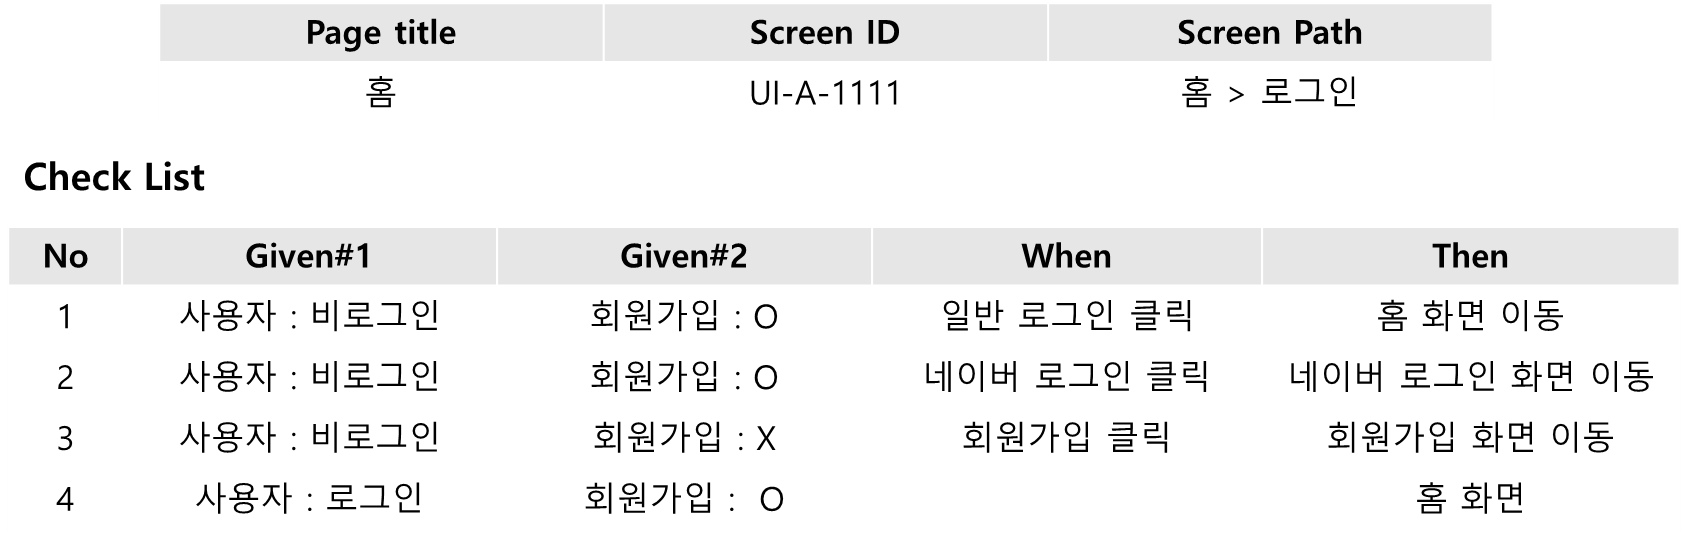 Page title Screen ID Screen Path
홈 UI-A-1111 홈 > 로그인
Check List
No Given#1 Given#2 When Then
1 사용자 : 비로그인 회원가입 : O 일반 로그인 클릭 홈 화면 이동
2 사용자 : 비로그인 회원가입 : O 네이버 로그인 클릭 네이버 로그인 화면 이동
3 사용자 : 비로그인 회원가입 : X 회원가입 클릭 회원가입 화면 이동
4 사용자 : 로그인 회원가입 : O 홈 화면